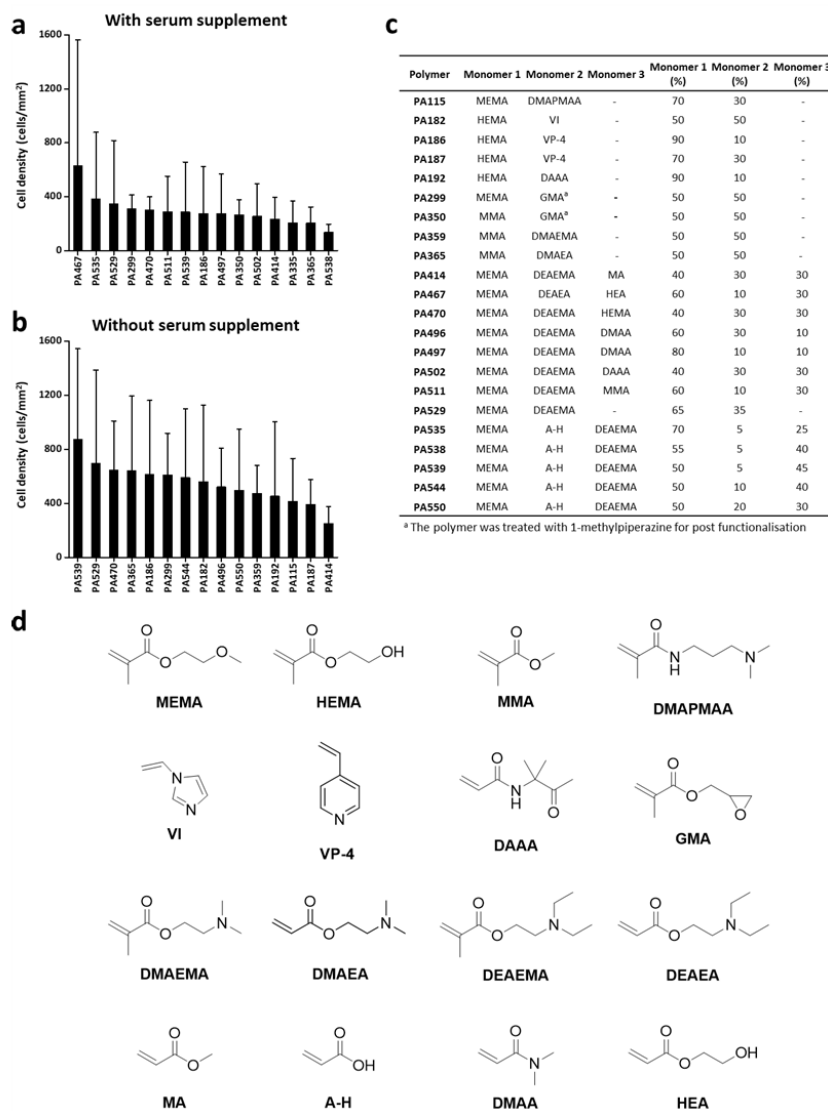 a
With serum supplement
Cell density (cells/mm²)
1600
1200
800
400
0
PA467 PA535 PA529 PA299 PA470 PA511 PA539 PA186 PA497 PA350 PA502 PA414 PA335 PA365 PA538
b
Without serum supplement
Cell density (cells/mm²)
1600
1200
800
400
0
PA539 PA529 PA470 PA365 PA186 PA299 PA544 PA182 PA496 PA550 PA359 PA192 PA115 PA187 PA414
c
Polymer Monomer 1 Monomer 2 Monomer 3 Monomer 1 (%) Monomer 2 (%) Monomer 3 (%)
PA115 MEMA DMAPMAA - 70 30 -
PA182 HEMA VI - 50 50 -
PA186 HEMA VP-4 - 90 10 -
PA187 HEMA VP-4 - 70 30 -
PA192 HEMA DAAA - 90 10 -
PA299 MEMA GMAᵃ - 50 50 -
PA350 MMA GMAᵃ - 50 50 -
PA359 MMA DMAEMA - 50 50 -
PA365 MMA DMAEA - 50 50 -
PA414 MEMA DEAEMA MA 40 30 30
PA467 MEMA DEAEA HEA 60 10 30
PA470 MEMA DEAEMA HEMA 40 30 30
PA496 MEMA DEAEMA DMAA 60 30 10
PA497 MEMA DEAEMA DMAA 80 10 10
PA502 MEMA DEAEMA DAAA 40 30 30
PA511 MEMA DEAEMA MMA 60 10 30
PA529 MEMA DEAEMA - 65 35 -
PA535 MEMA A-H DEAEMA 70 5 25
PA538 MEMA A-H DEAEMA 55 5 40
PA539 MEMA A-H DEAEMA 50 5 45
PA544 MEMA A-H DEAEMA 50 10 40
PA550 MEMA A-H DEAEMA 50 20 30
ᵃ The polymer was treated with 1-methylpiperazine for post functionalisation
d
O O O
MEMA
O O OH
HEMA
O O
MMA
O N H N
DMAPMAA
N N
VI
N
VP-4
O N H O
DAAA
O O O
GMA
O O N
DMAEMA
O O N
DMAEA
O O N
DEAEMA
O O N
DEAEA
O O
MA
O OH
A-H
O N
DMAA
O O OH
HEA